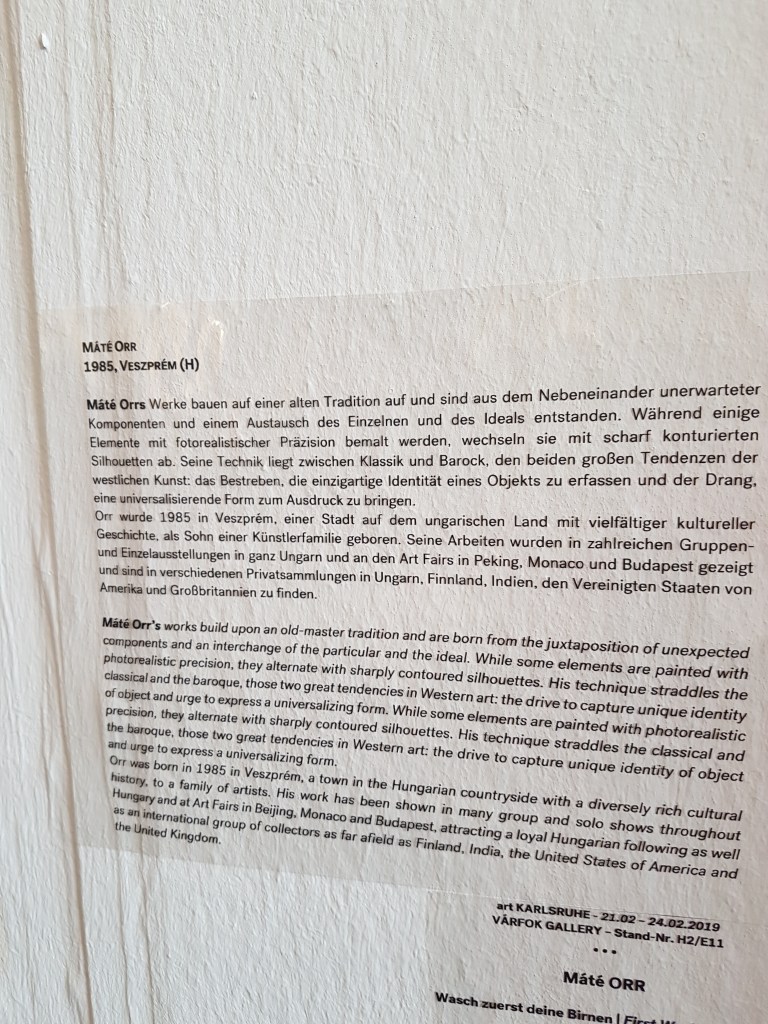 MÁTÉ ORR
1985, VESZPRÉM (H)
Máté Orrs Werke bauen auf einer alten Tradition auf und sind aus dem Nebeneinander unerwarteter
Komponenten und einem Austausch des Einzelnen und des Ideals entstanden. Während einige
Elemente mit fotorealistischer Präzision bemalt werden, wechseln sie mit scharf konturierten
Silhouetten ab. Seine Technik liegt zwischen Klassik und Barock, den beiden großen Tendenzen der
westlichen Kunst: das Bestreben, die einzigartige Identität eines Objekts zu erfassen und der Drang,
eine universalisierende Form zum Ausdruck zu bringen.
Orr wurde 1985 in Veszprém, einer Stadt auf dem ungarischen Land mit vielfältiger kultureller
Geschichte, als Sohn einer Künstlerfamilie geboren. Seine Arbeiten wurden in zahlreichen Gruppen-
und Einzelausstellungen in ganz Ungarn und an den Art Fairs in Peking, Monaco und Budapest gezeigt
und sind in verschiedenen Privatsammlungen in Ungarn, Finnland, Indien, den Vereinigten Staaten von
Amerika und Großbritannien zu finden.
Máté Orr's works build upon an old-master tradition and are born from the juxtaposition of unexpected
components and an interchange of the particular and the ideal. While some elements are painted with
photorealistic precision, they alternate with sharply contoured silhouettes. His technique straddles the
classical and the baroque, those two great tendencies in Western art: the drive to capture unique identity
of object and urge to express a universalizing form. While some elements are painted with photorealistic
precision, they alternate with sharply contoured silhouettes. His technique straddles the classical and
the baroque, those two great tendencies in Western art: the drive to capture unique identity of object
and urge to express a universalizing form.
Orr was born in 1985 in Veszprém, a town in the Hungarian countryside with a diversely rich cultural
history, to a family of artists. His work has been shown in many group and solo shows throughout
Hungary and at Art Fairs in Beijing, Monaco and Budapest, attracting a loyal Hungarian following as well
as an international group of collectors as far afield as Finland, India, the United States of America and
the United Kingdom.
art KARLSRUHE - 21.02 – 24.02.2019
VÁRFOK GALLERY – Stand-Nr. H2/E11
• • •
Máté ORR
Wasch zuerst deine Birnen | First